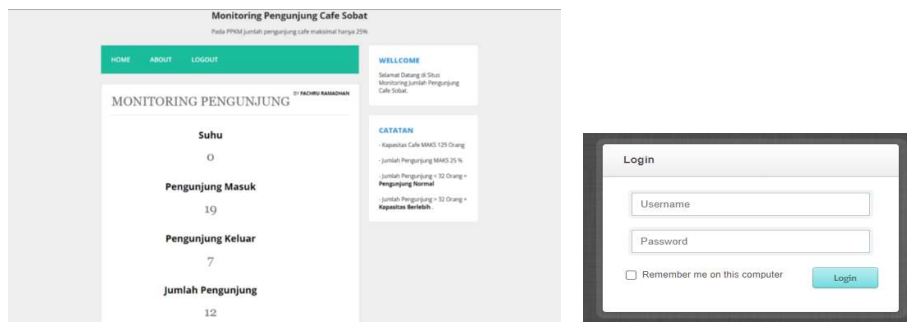 Monitoring Pengunjung Cafe Sobat
Pada PPKM jumlah pengunjung cafe maksimal hanya 25%
HOME ABOUT LOGOUT
MONITORING PENGUNJUNG BY FACHRU RAMADHAN
Suhu
0
Pengunjung Masuk
19
Pengunjung Keluar
7
Jumlah Pengunjung
12
WELLCOME
Selamat Datang di Situs
Monitoring Jumlah Pengunjung
Cafe Sobat.
CATATAN
- Kapasitas Cafe MAKS 129 Orang
- Jumlah Pengunjung MAKS 25 %
- Jumlah Pengunjung < 32 Orang =
Pengunjung Normal
- Jumlah Pengunjung > 32 Orang =
Kapasitas Berlebih .
Login
Username
Password
Remember me on this computer
Login